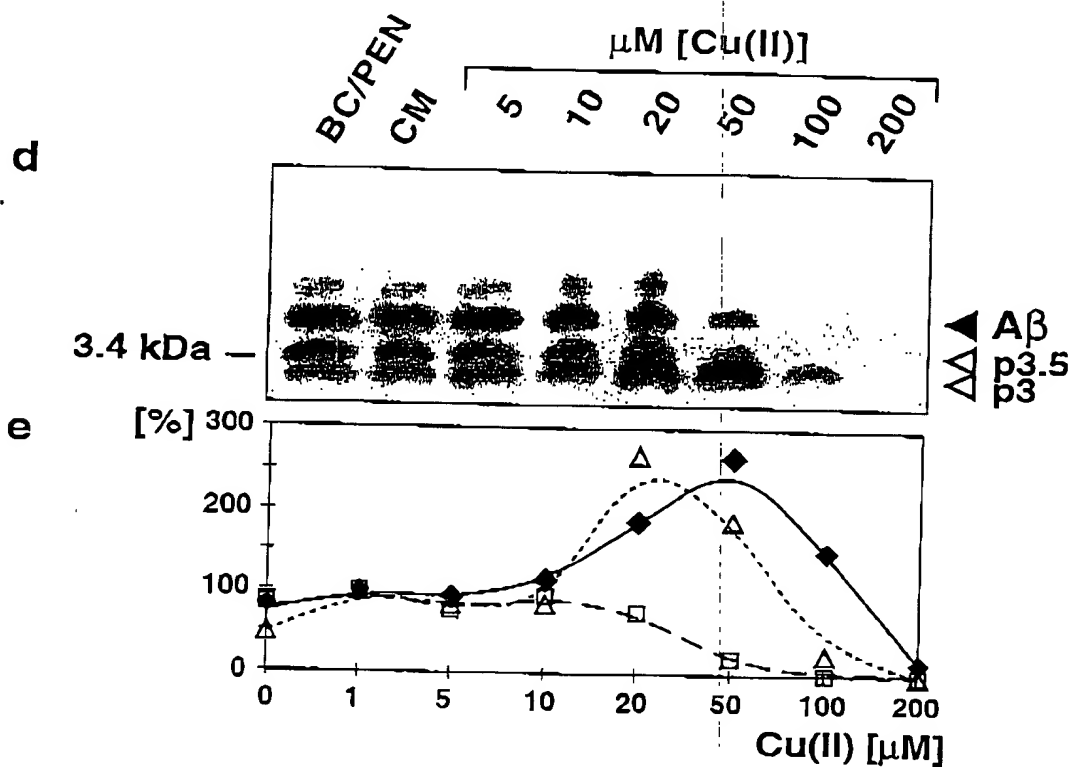 μM [Cu(II)]
BC/PEN CM 5 10 20 50 100 200
d
Aβ
3.4 kDa
p3.5
p3
e
[%] 300
200
100
0
0 1 5 10 20 50 100 200
Cu(II) [μM]